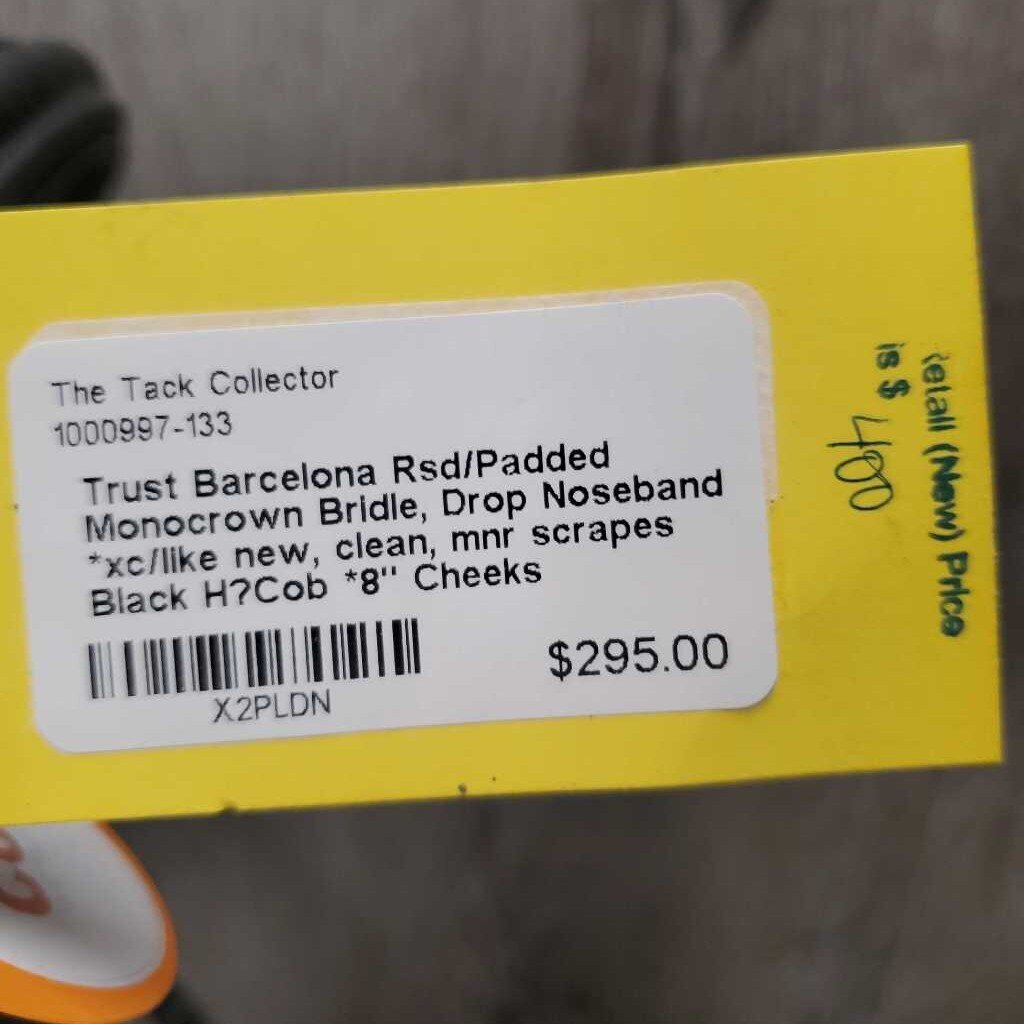 The Tack Collector
1000997-133
Trust Barcelona Rsd/Padded
Monocrown Bridle, Drop Noseband
*xc/like new, clean, mnr scrapes
Black H?Cob *8" Cheeks
$295.00
X2PLDN
Retail (New) Price
is $ 400